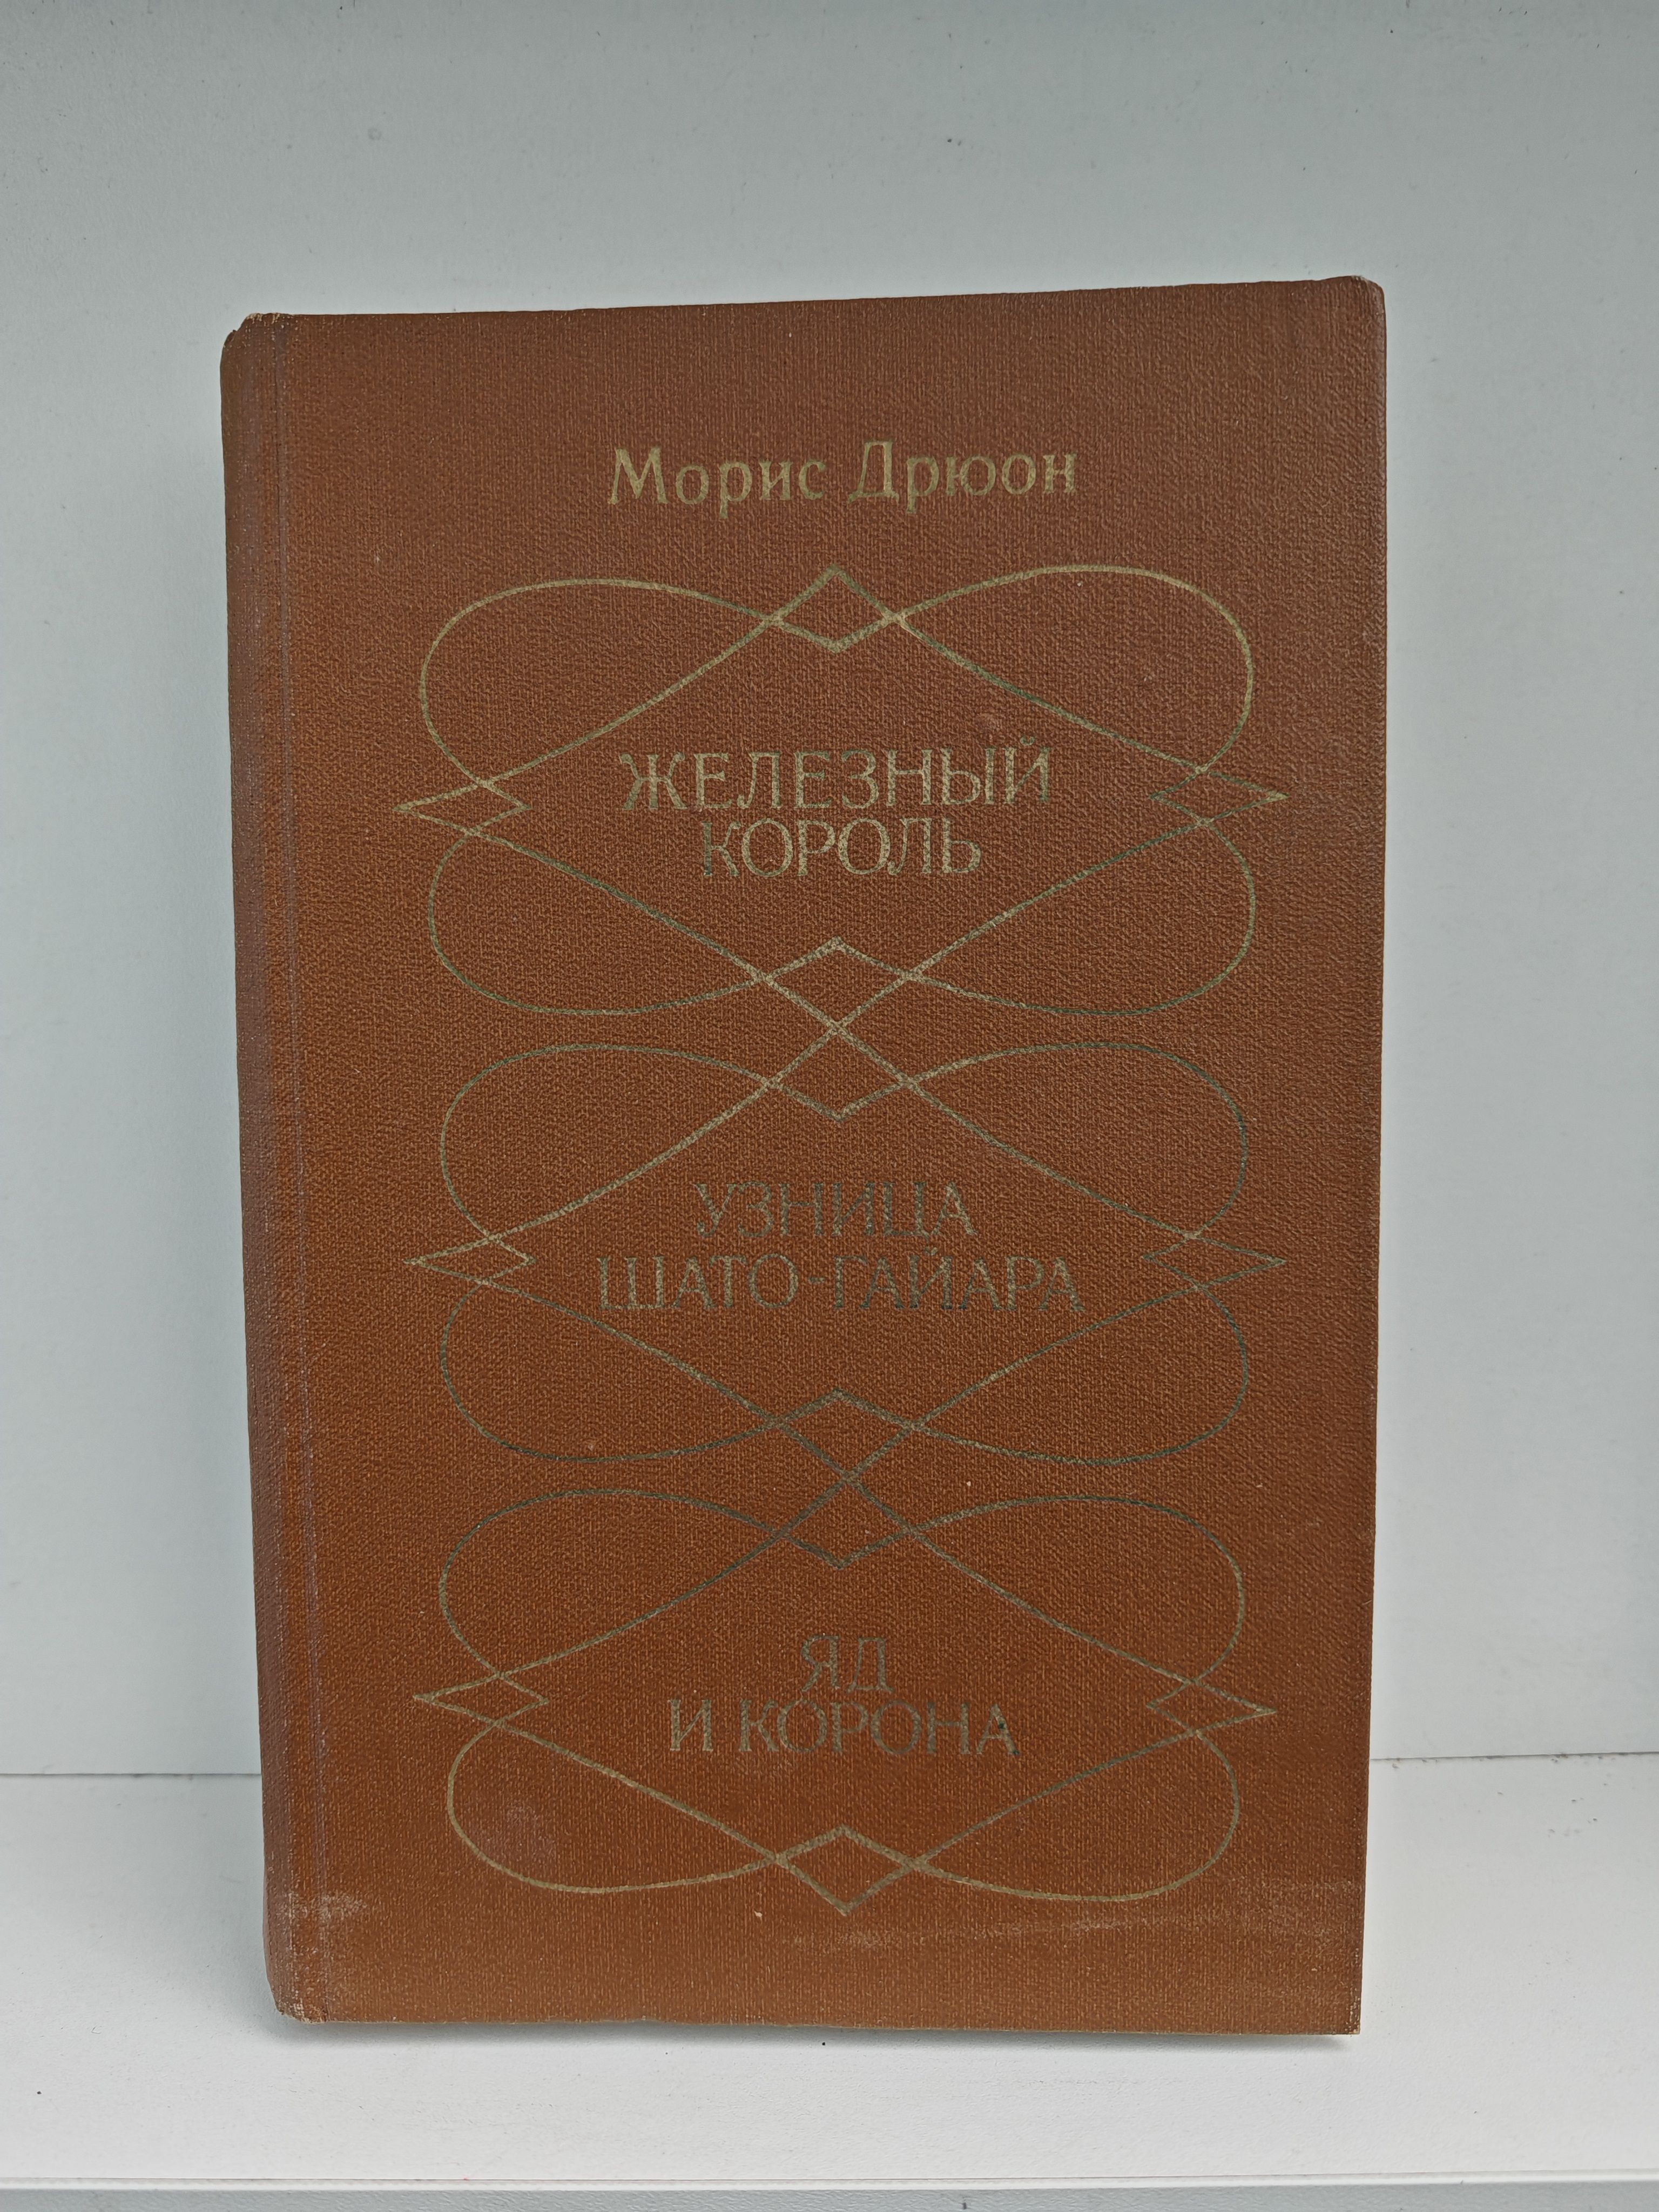 Морис Дрюон
ЖЕЛЕЗНЫЙ
КОРОЛЬ
УЗНИЦА
ШАТО-ГАЙАРА
ЯД
И КОРОНА